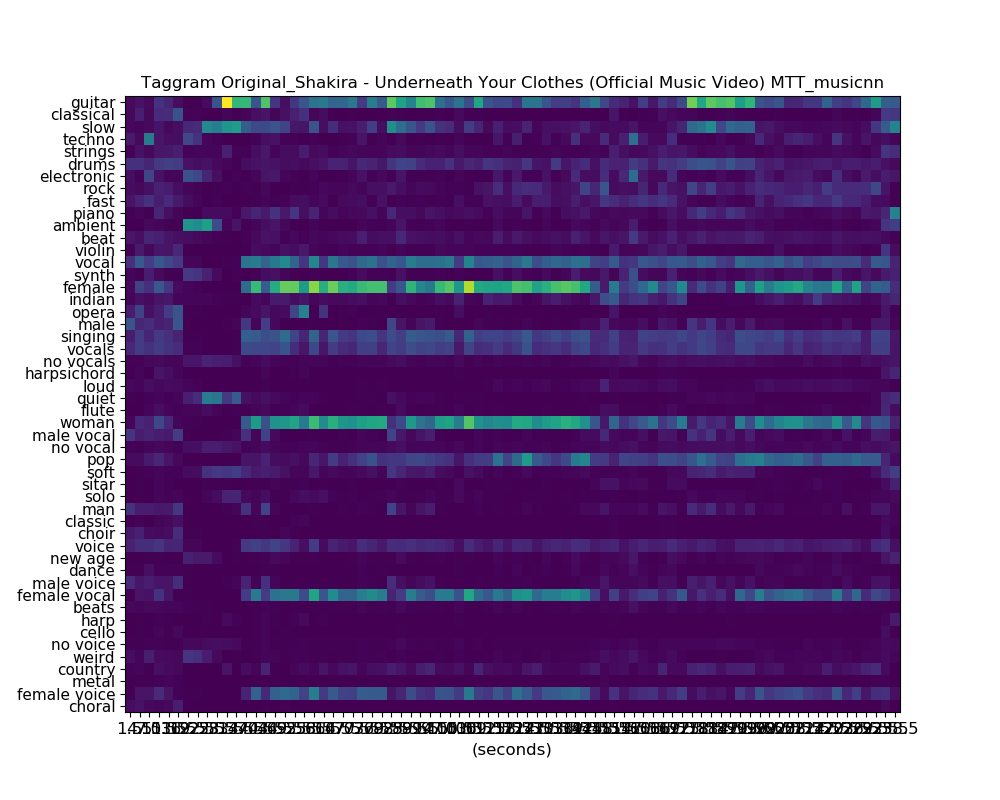 Taggram Original_Shakira - Underneath Your Clothes (Official Music Video) MTT_musicnn
guitar
classical
slow
techno
strings
drums
electronic
rock
fast
piano
ambient
beat
violin
vocal
synth
female
indian
opera
male
singing
vocals
no vocals
harpsichord
loud
quiet
flute
woman
male vocal
no vocal
pop
soft
sitar
solo
man
classic
choir
voice
new age
dance
male voice
female vocal
beats
harp
cello
no voice
weird
country
metal
female voice
choral
(seconds)